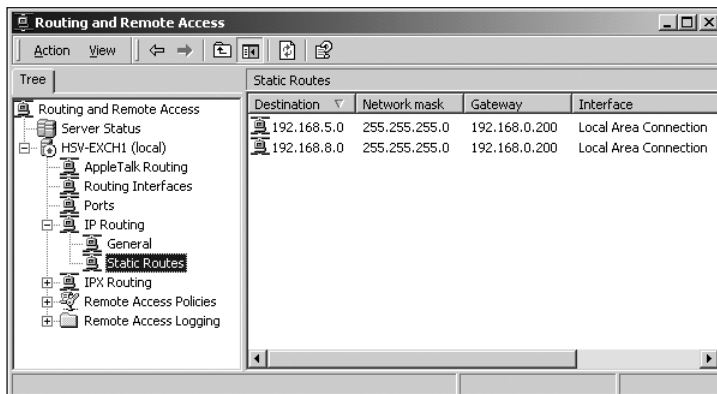 Routing and Remote Access
Action View
Tree
Routing and Remote Access
Server Status
HSV-EXCH1 (local)
AppleTalk Routing
Routing Interfaces
Ports
IP Routing
General
Static Routes
IPX Routing
Remote Access Policies
Remote Access Logging
Static Routes
Destination Network mask Gateway Interface
192.168.5.0 255.255.255.0 192.168.0.200 Local Area Connection
192.168.8.0 255.255.255.0 192.168.0.200 Local Area Connection